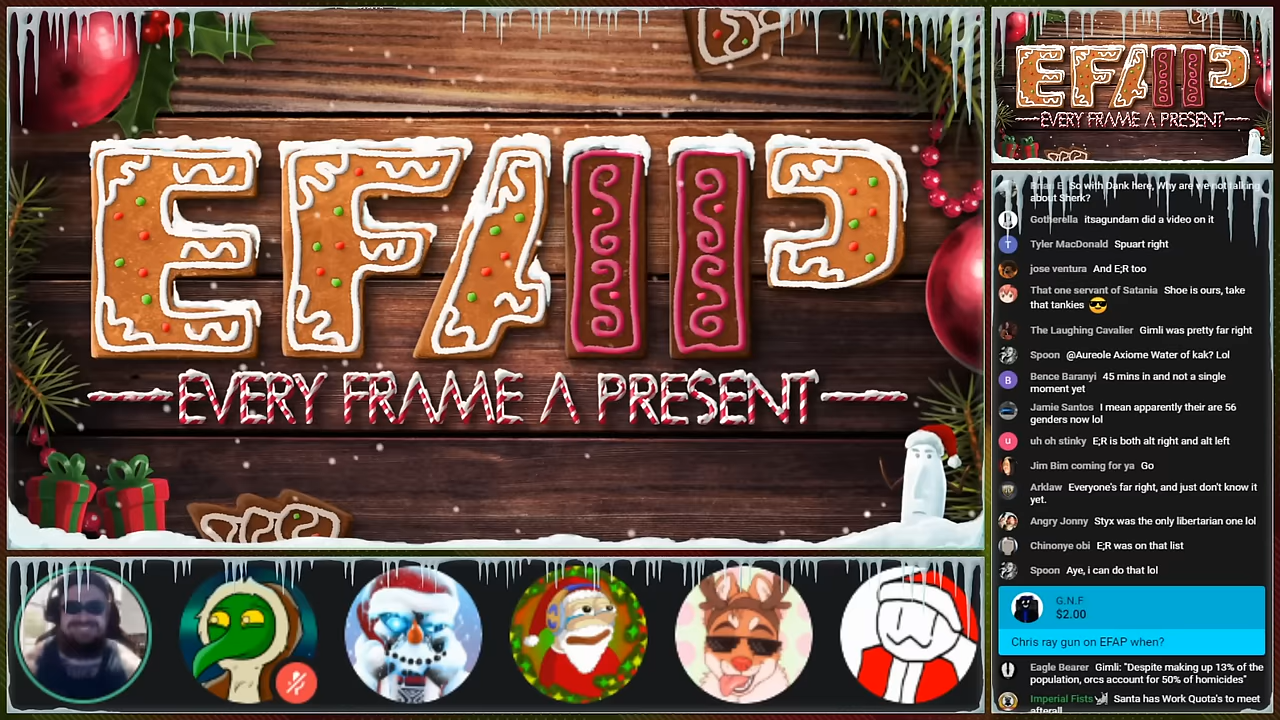 EFAP
EVERY FRAME A PRESENT
EFAP
EVERY FRAME A PRESENT
Brian E So with Dank here, Why are we not talking
about Sherk?
Gotherella itsagundam did a video on it
T Tyler MacDonald Spuart right
jose ventura And E;R too
That one servant of Satania Shoe is ours, take
that tankies 😎
The Laughing Cavalier Gimli was pretty far right
Spoon @Aureole Axiome Water of kak? Lol
B Bence Baranyi 45 mins in and not a single
moment yet
Jamie Santos I mean apparently their are 56
genders now lol
u uh oh stinky E;R is both alt right and alt left
Jim Bim coming for ya Go
Arklaw Everyone's far right, and just don't know it
yet.
Angry Jonny Styx was the only libertarian one lol
Chinonye obi E;R was on that list
Spoon Aye, i can do that lol
G.N.F
$2.00
Chris ray gun on EFAP when?
Eagle Bearer Gimli: "Despite making up 13% of the
population, orcs account for 50% of homicides"
Imperial Fists Santa has Work Quota's to meet
afterall